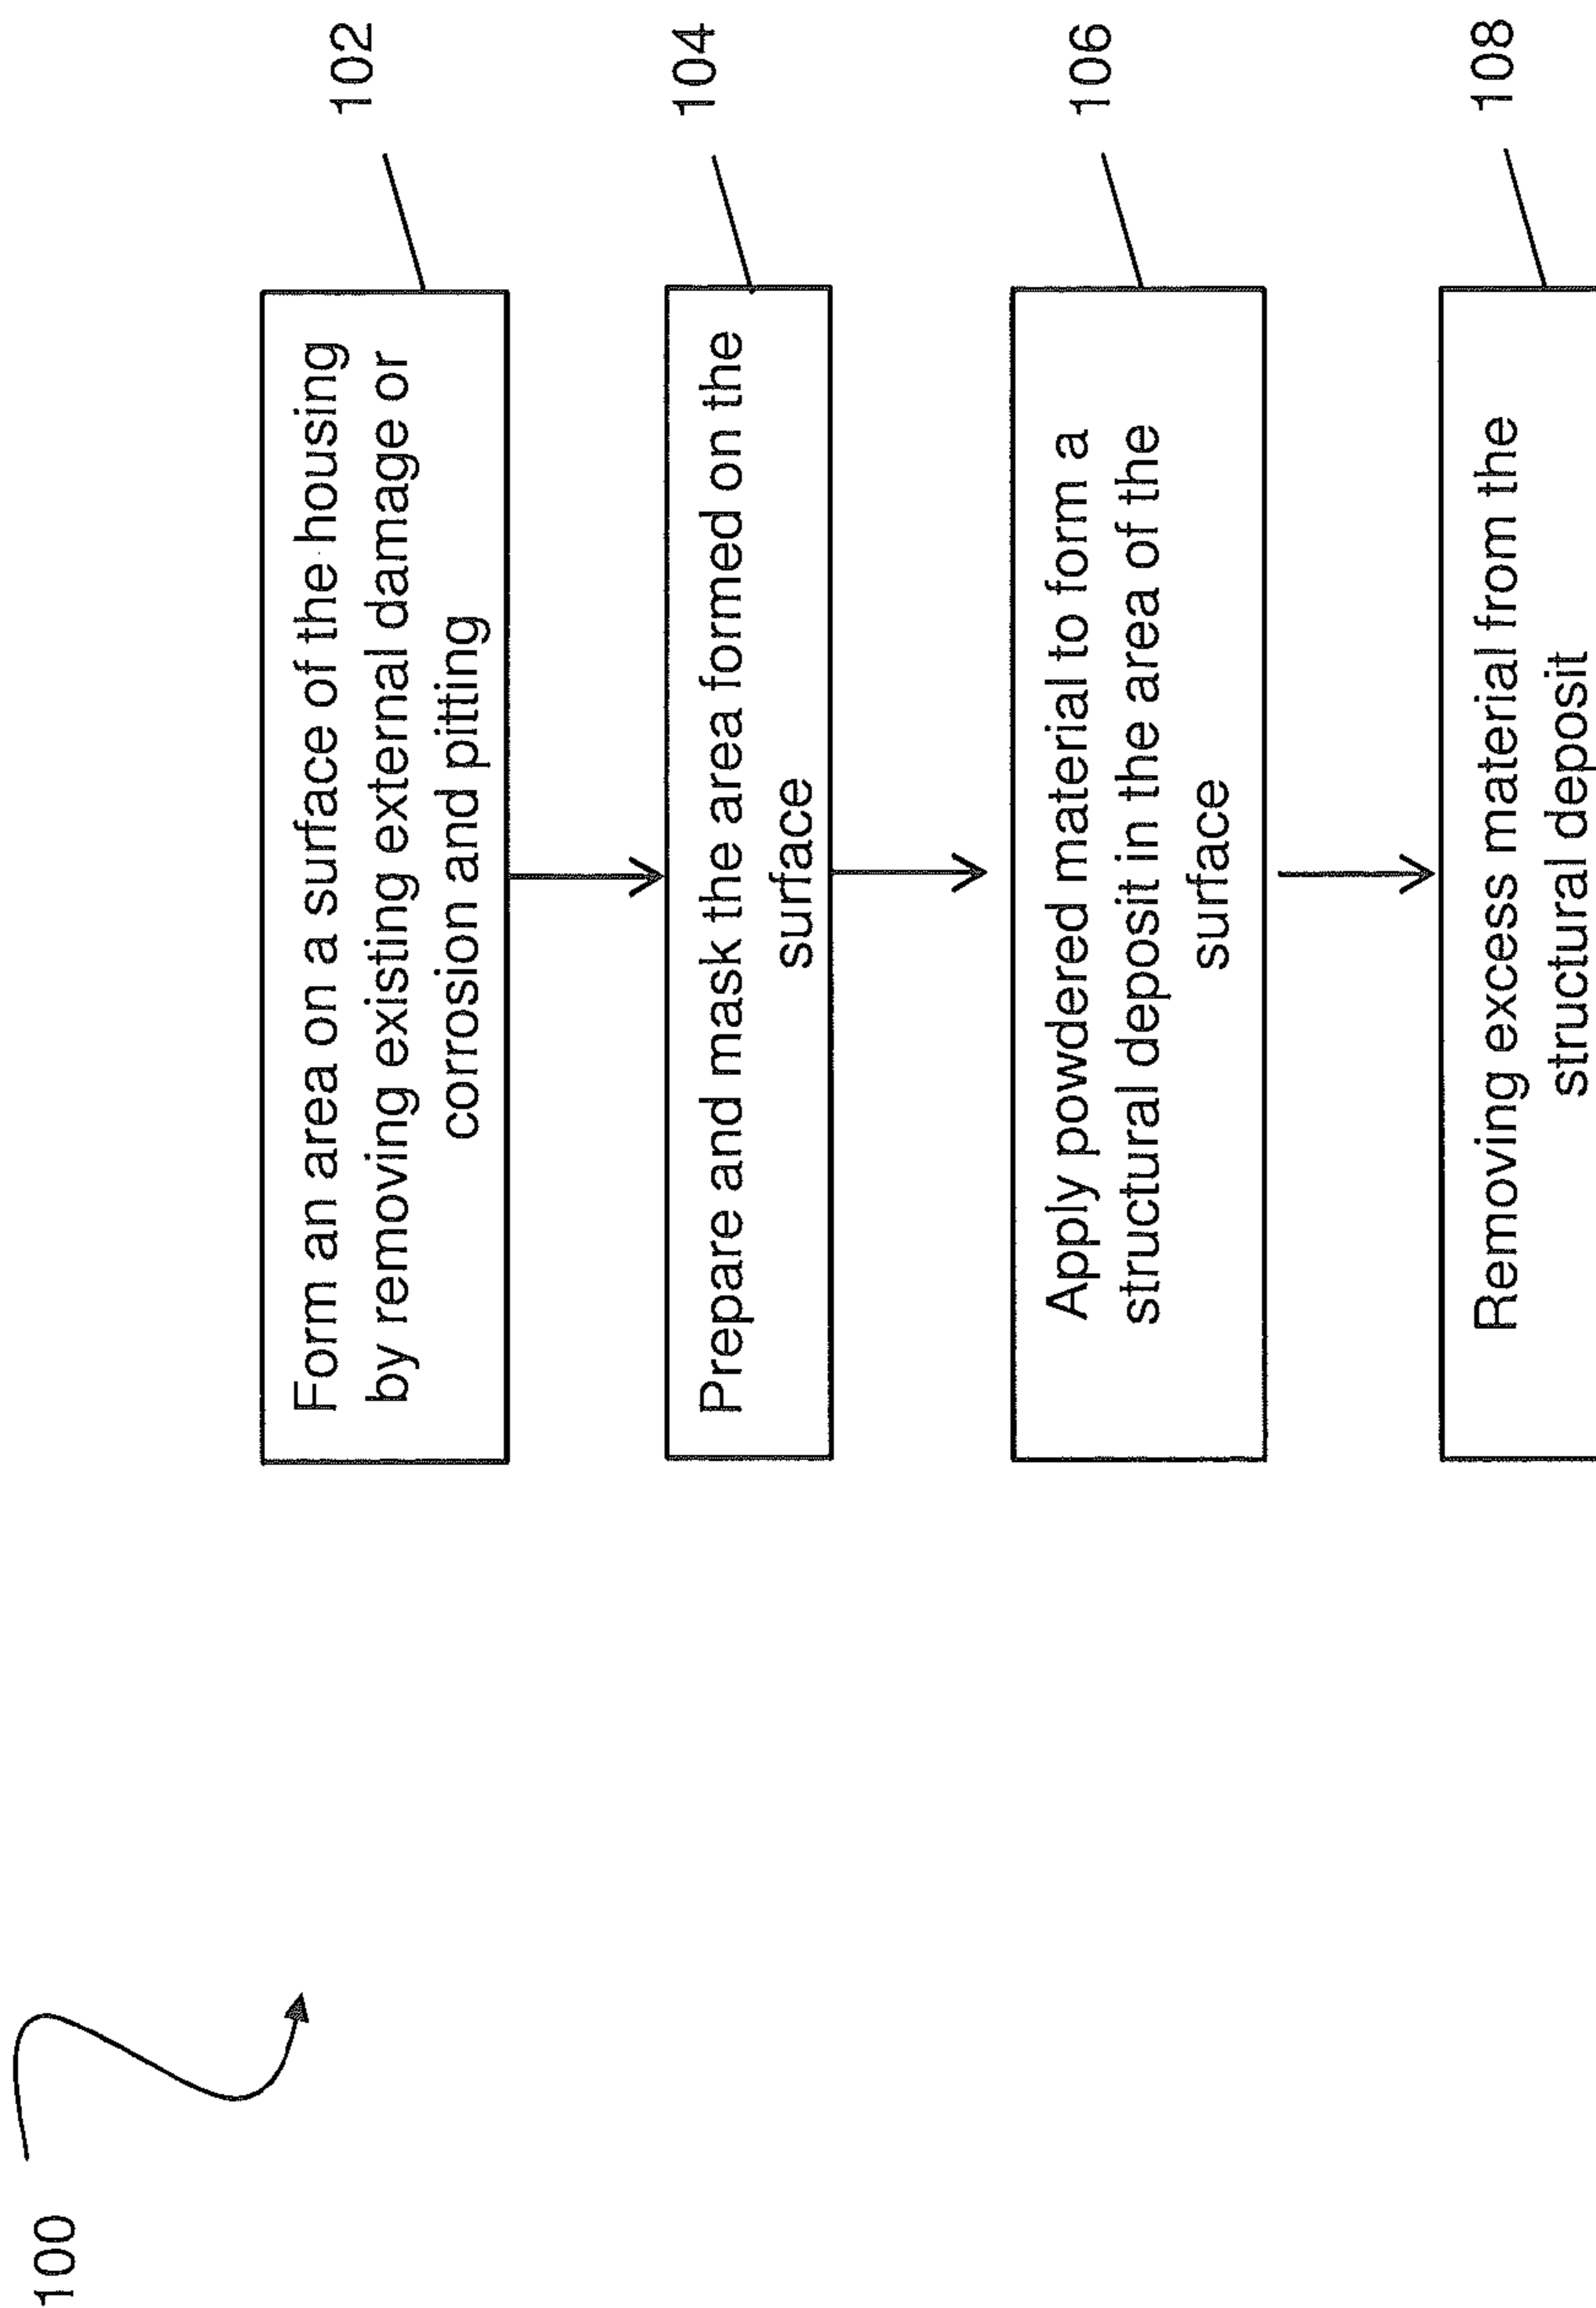 100
Form an area on a surface of the housing
by removing existing external damage or
corrosion and pitting
102
Prepare and mask the area formed on the
surface
104
Apply powdered material to form a
structural deposit in the area of the
surface
106
Removing excess material from the
structural deposit
108